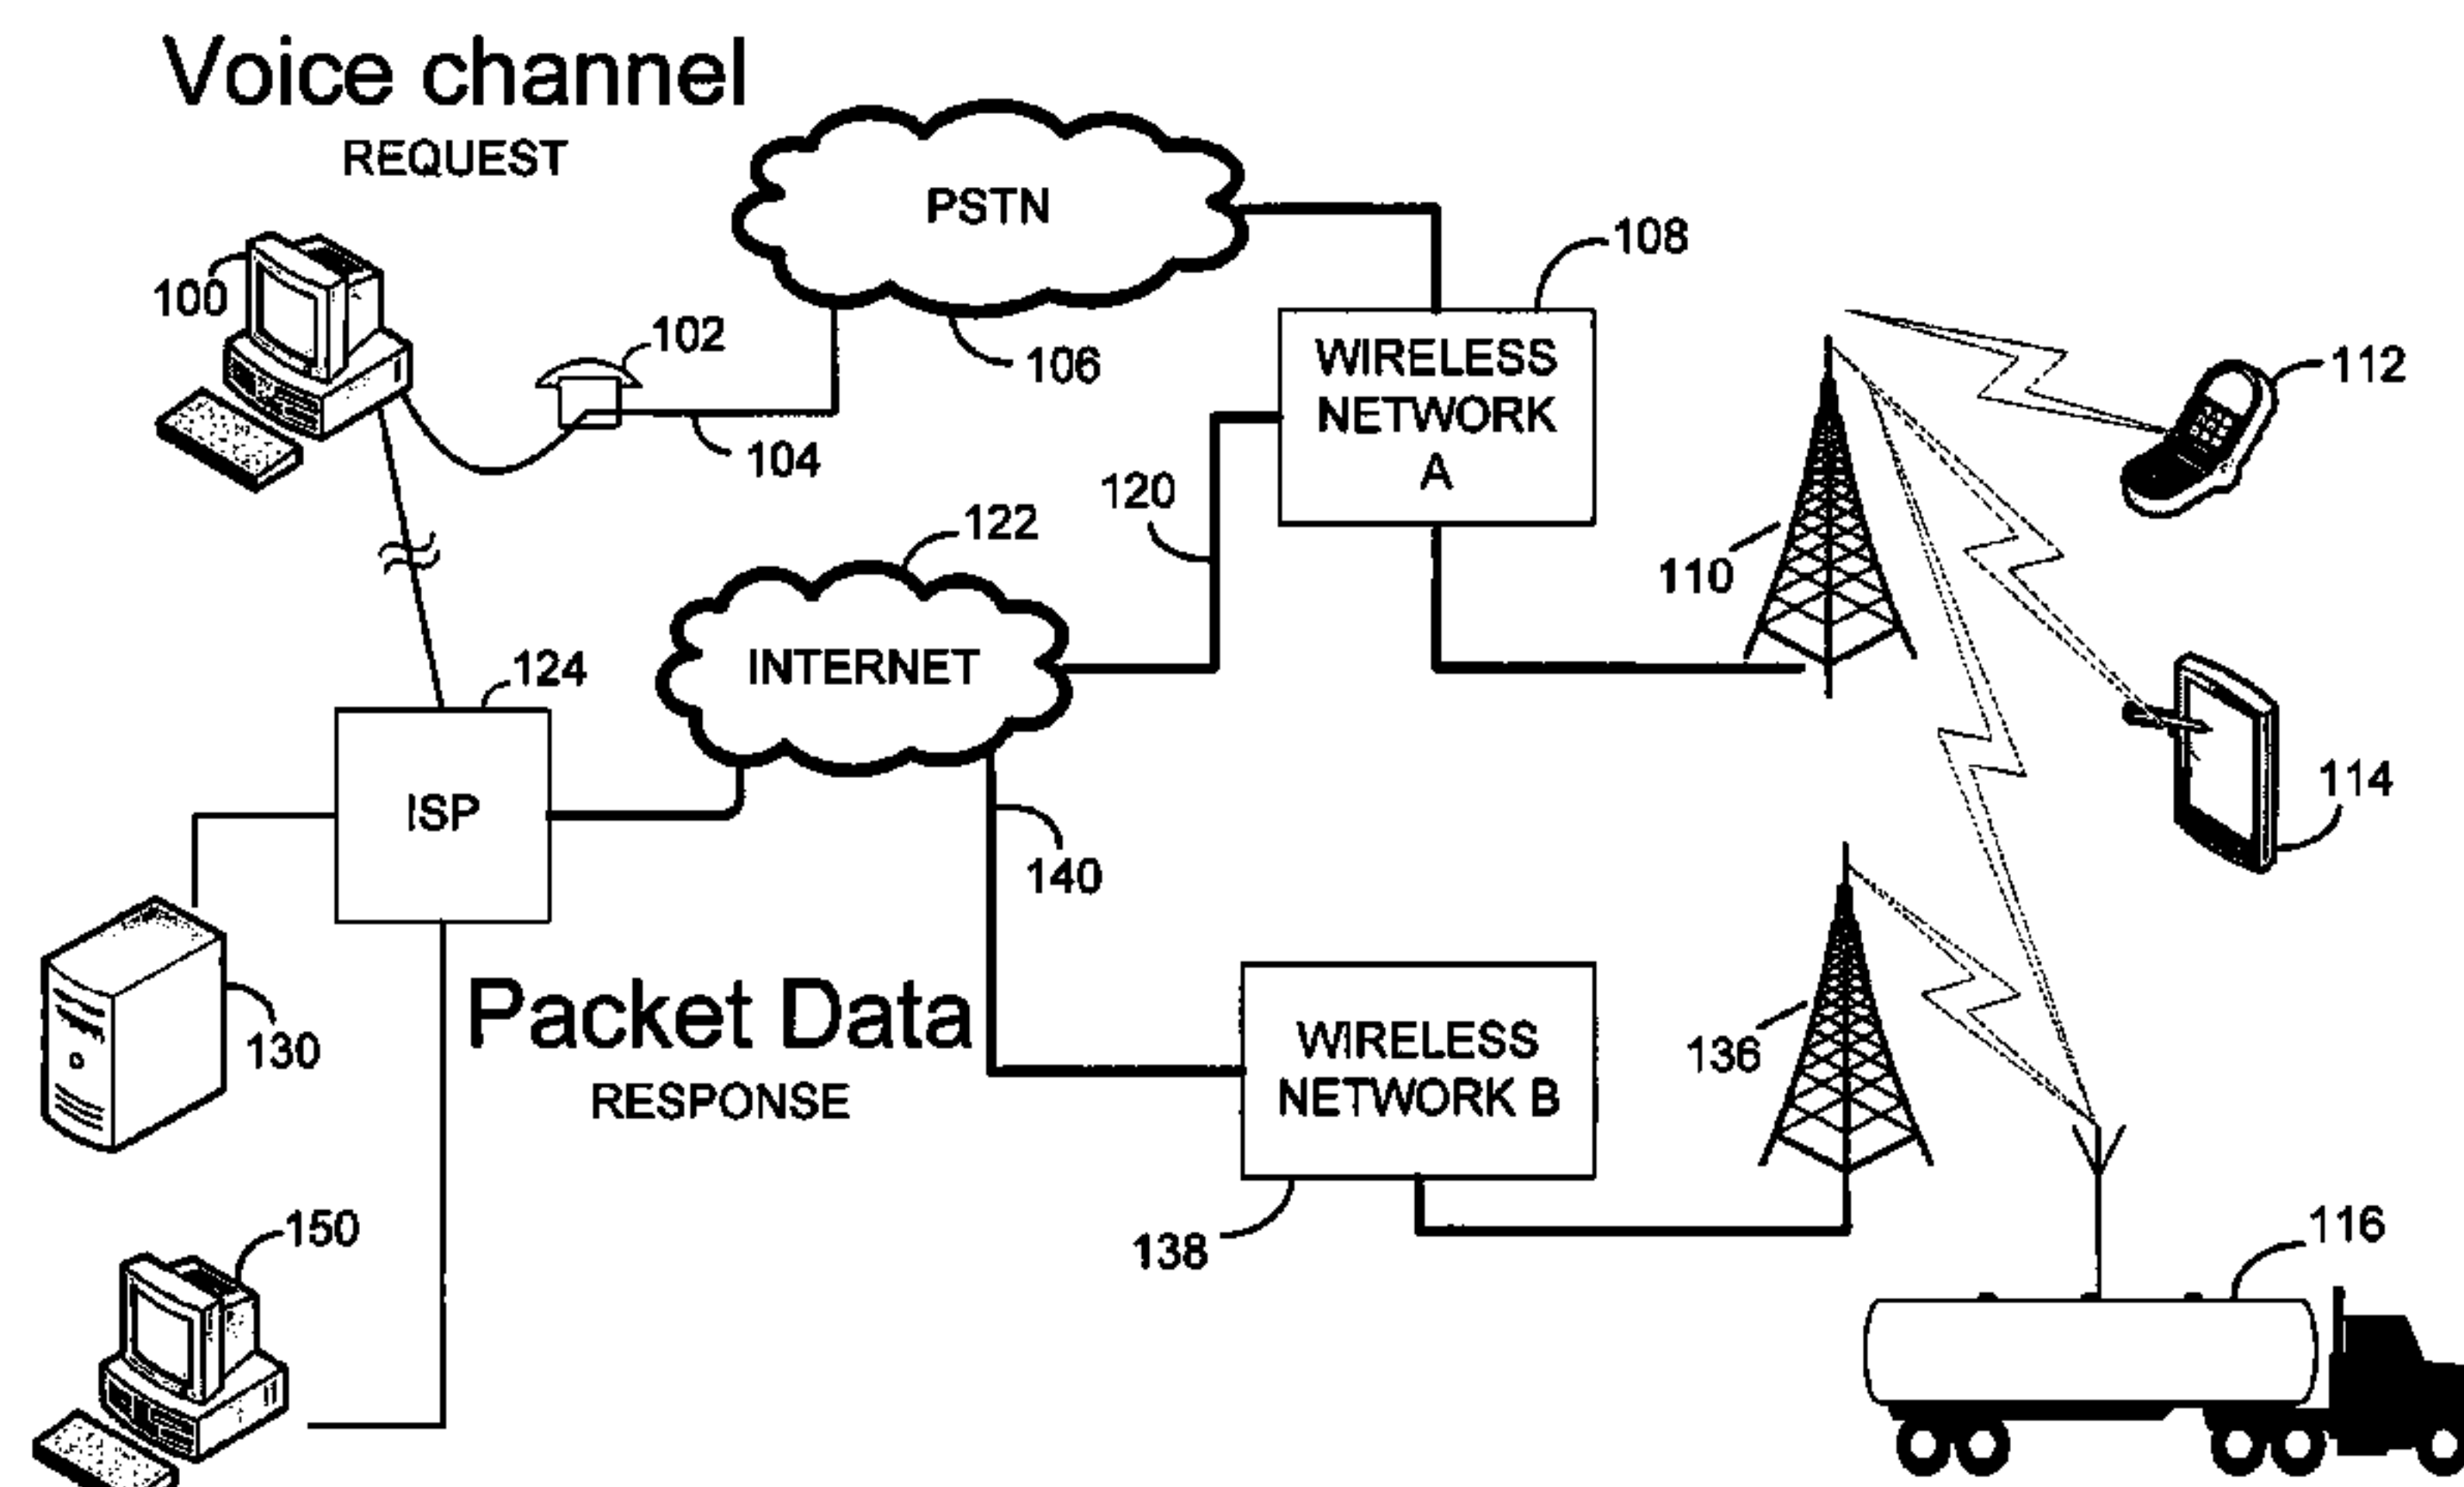 Voice channel
REQUEST
PSTN
108
100
102
106
WIRELESS
NETWORK
A
112
104
120
122
110
INTERNET
124
114
ISP
140
Packet Data
RESPONSE
130
WIRELESS
NETWORK B
136
150
138
116